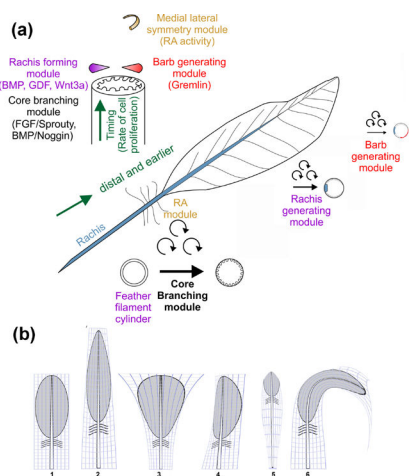 (a)
Medial lateral
symmetry module
(RA activity)
Rachis forming
module
(BMP, GDF, Wnt3a)
Barb generating
module
(Gremlin)
Core branching
module
(FGF/Sprouty,
BMP/Noggin)
Timing
(Rate of cell
proliferation)
distal and earlier
Barb
generating
module
RA
module
Rachis
generating
module
Rachis
Feather
filament
cylinder
Core
Branching
module
(b)
1 2 3 4 5 6